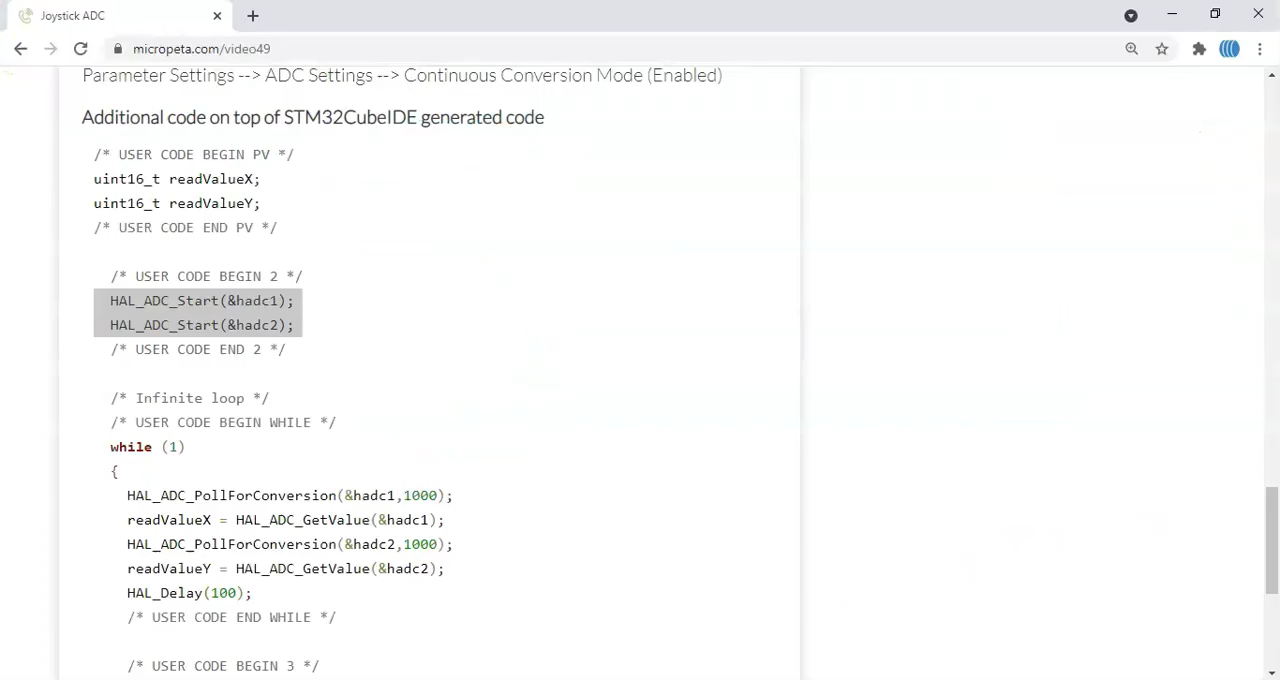 Joystick ADC
micropeta.com/video49
Parameter Settings --> ADC Settings --> Continuous Conversion Mode (Enabled)
Additional code on top of STM32CubeIDE generated code
/* USER CODE BEGIN PV */
uint16_t readValueX;
uint16_t readValueY;
/* USER CODE END PV */
/* USER CODE BEGIN 2 */
HAL_ADC_Start(&hadc1);
HAL_ADC_Start(&hadc2);
/* USER CODE END 2 */
/* Infinite loop */
/* USER CODE BEGIN WHILE */
while (1)
{
HAL_ADC_PollForConversion(&hadc1,1000);
readValueX = HAL_ADC_GetValue(&hadc1);
HAL_ADC_PollForConversion(&hadc2,1000);
readValueY = HAL_ADC_GetValue(&hadc2);
HAL_Delay(100);
/* USER CODE END WHILE */
/* USER CODE BEGIN 3 */